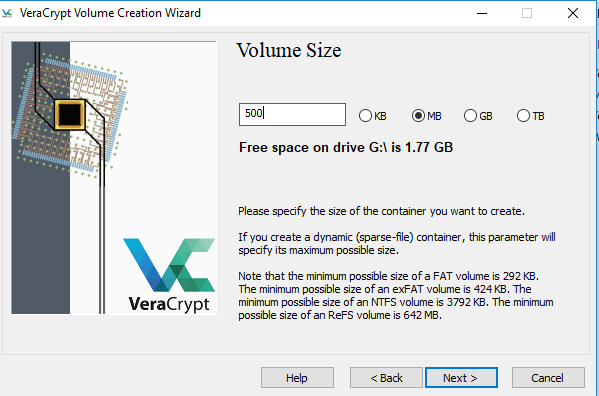 VeraCrypt Volume Creation Wizard
Volume Size
500
KB
MB
GB
TB
Free space on drive G:\ is 1.77 GB
Please specify the size of the container you want to create.
If you create a dynamic (sparse-file) container, this parameter will
specify its maximum possible size.
Note that the minimum possible size of a FAT volume is 292 KB.
The minimum possible size of an exFAT volume is 424 KB. The
minimum possible size of an NTFS volume is 3792 KB. The minimum
possible size of an ReFS volume is 642 MB.
VeraCrypt
Help
< Back
Next >
Cancel